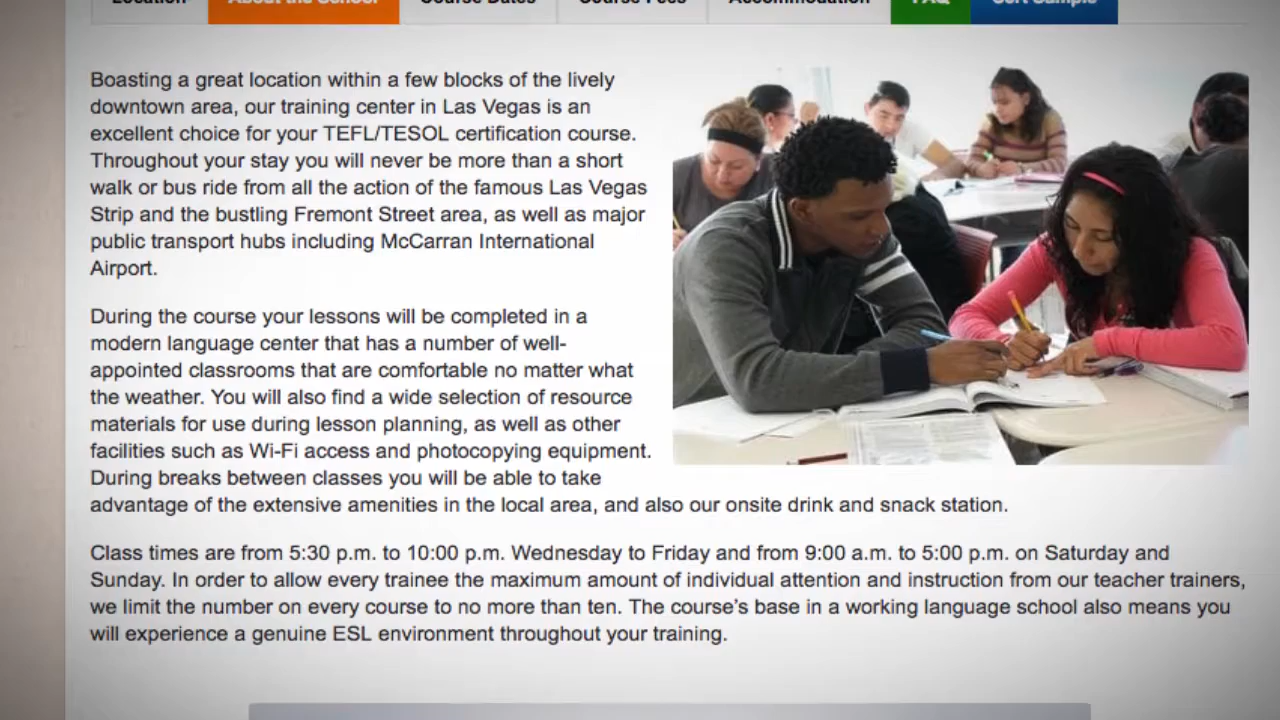 Location
About the School
Course Dates
Course Fees
Accommodation
FAQ
Cert Sample
Boasting a great location within a few blocks of the lively
downtown area, our training center in Las Vegas is an
excellent choice for your TEFL/TESOL certification course.
Throughout your stay you will never be more than a short
walk or bus ride from all the action of the famous Las Vegas
Strip and the bustling Fremont Street area, as well as major
public transport hubs including McCarran International
Airport.
During the course your lessons will be completed in a
modern language center that has a number of well-
appointed classrooms that are comfortable no matter what
the weather. You will also find a wide selection of resource
materials for use during lesson planning, as well as other
facilities such as Wi-Fi access and photocopying equipment.
During breaks between classes you will be able to take
advantage of the extensive amenities in the local area, and also our onsite drink and snack station.
Class times are from 5:30 p.m. to 10:00 p.m. Wednesday to Friday and from 9:00 a.m. to 5:00 p.m. on Saturday and
Sunday. In order to allow every trainee the maximum amount of individual attention and instruction from our teacher trainers,
we limit the number on every course to no more than ten. The course's base in a working language school also means you
will experience a genuine ESL environment throughout your training.